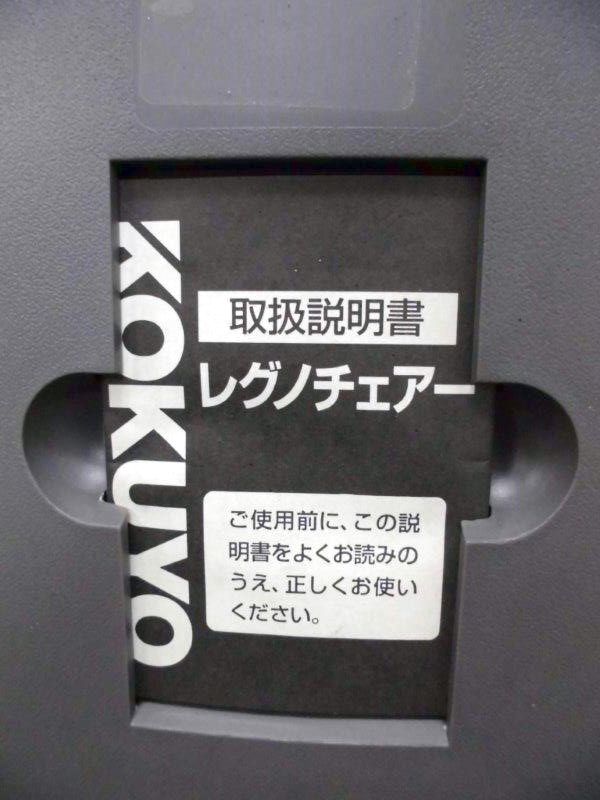 KOKUYO
取扱説明書
レグノチェアー
ご使用前に、この説
明書をよくお読みの
うえ、正しくお使い
ください。